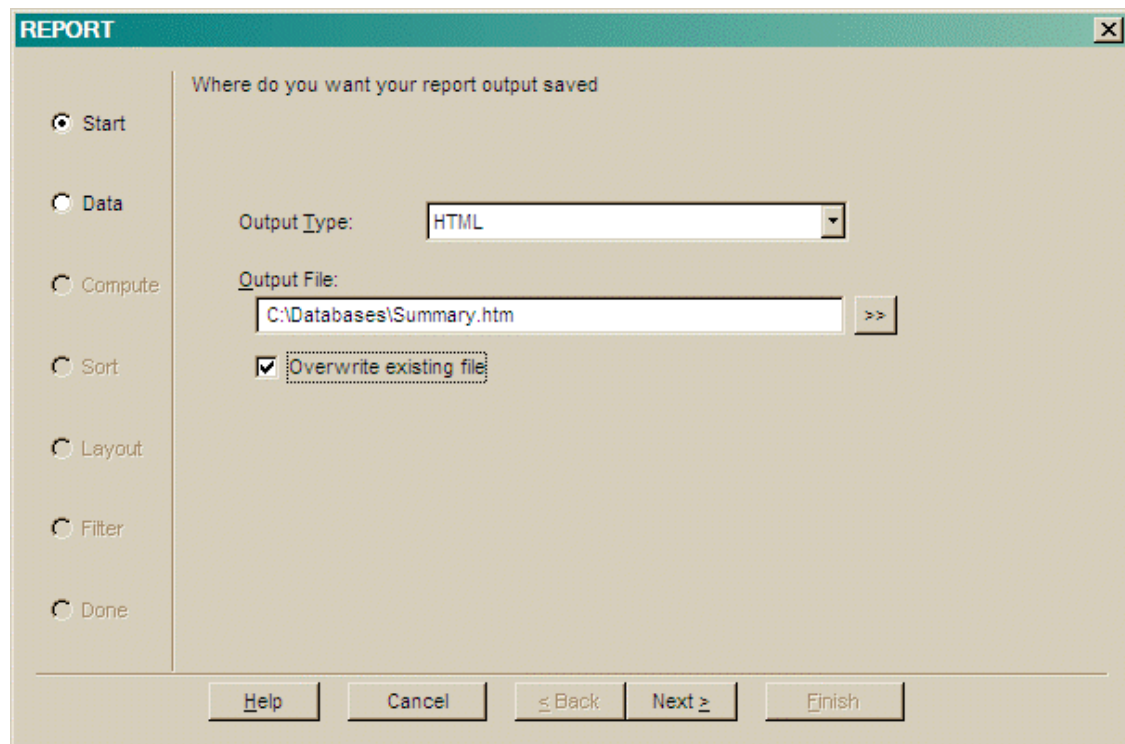 REPORT
Where do you want your report output saved
Start
Data
Compute
Sort
Layout
Filter
Done
Output Type:
HTML
Output File:
C:\Databases\Summary.htm
>>
Overwrite existing file
Help
Cancel
< Back
Next >
Finish